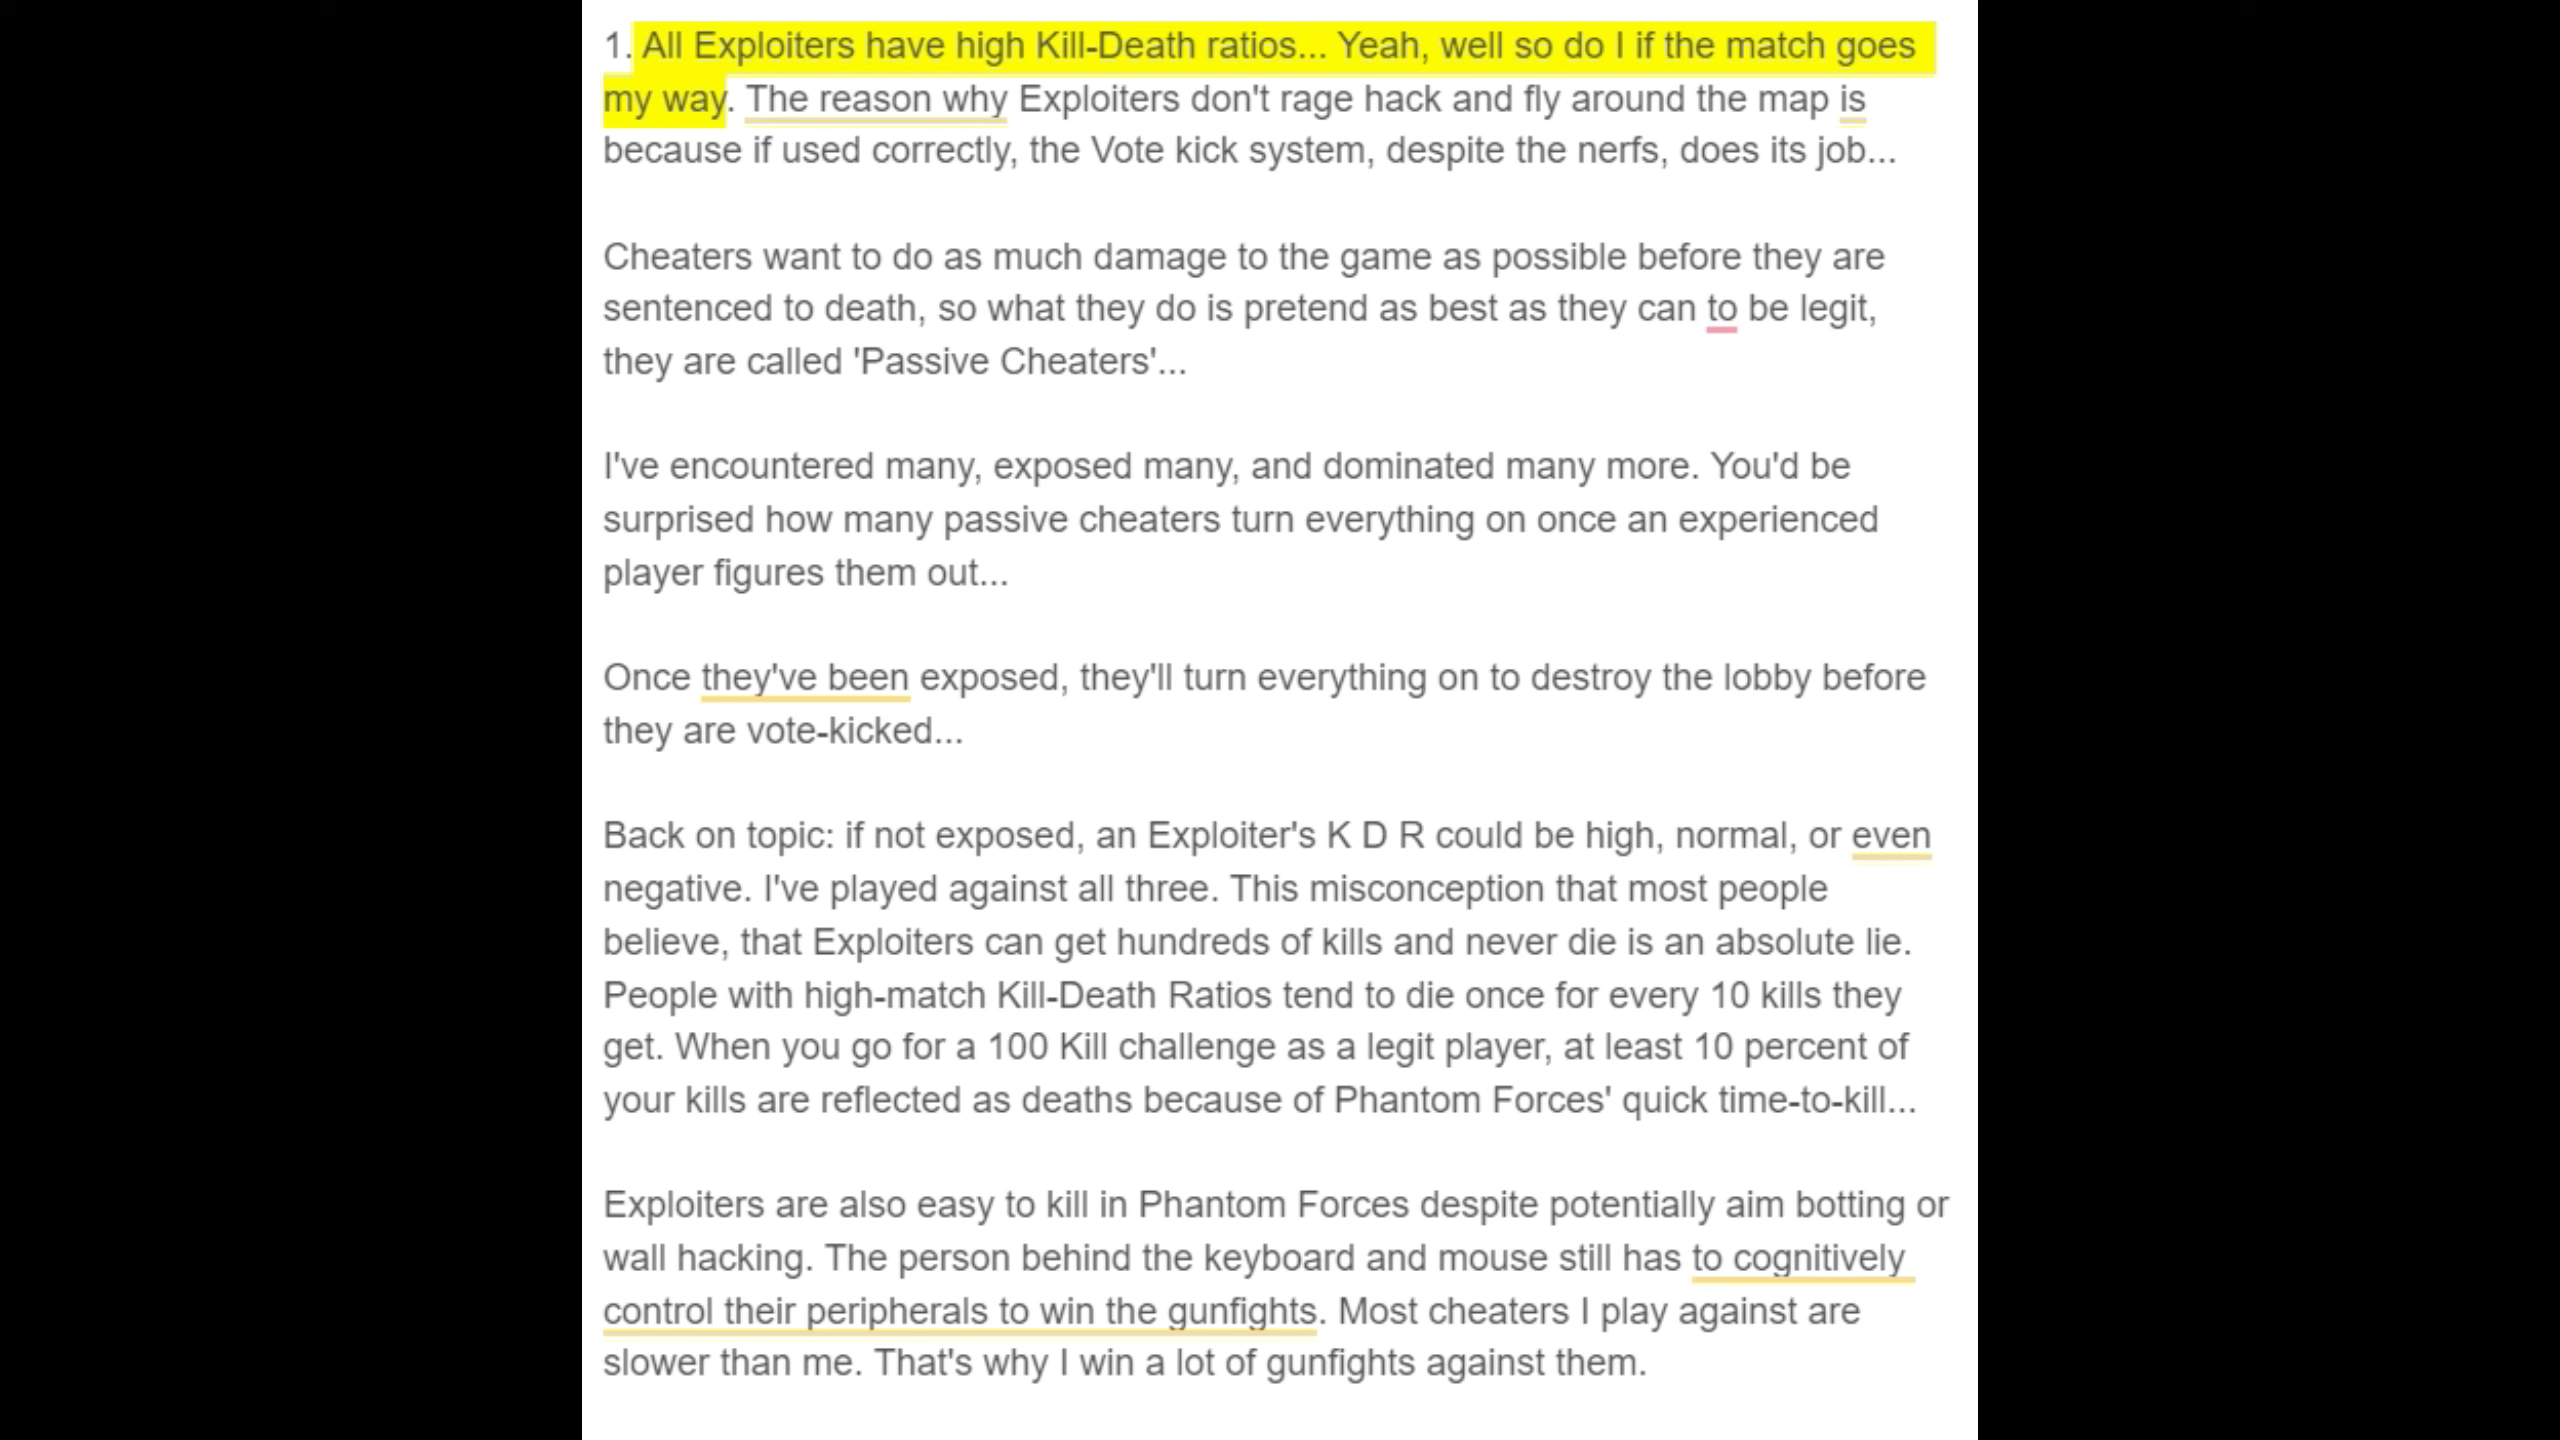 1. All Exploiters have high Kill-Death ratios... Yeah, well so do I if the match goes
my way. The reason why Exploiters don't rage hack and fly around the map is
because if used correctly, the Vote kick system, despite the nerfs, does its job...
Cheaters want to do as much damage to the game as possible before they are
sentenced to death, so what they do is pretend as best as they can to be legit,
they are called 'Passive Cheaters'...
I've encountered many, exposed many, and dominated many more. You'd be
surprised how many passive cheaters turn everything on once an experienced
player figures them out...
Once they've been exposed, they'll turn everything on to destroy the lobby before
they are vote-kicked...
Back on topic: if not exposed, an Exploiter's K D R could be high, normal, or even
negative. I've played against all three. This misconception that most people
believe, that Exploiters can get hundreds of kills and never die is an absolute lie.
People with high-match Kill-Death Ratios tend to die once for every 10 kills they
get. When you go for a 100 Kill challenge as a legit player, at least 10 percent of
your kills are reflected as deaths because of Phantom Forces' quick time-to-kill...
Exploiters are also easy to kill in Phantom Forces despite potentially aim botting or
wall hacking. The person behind the keyboard and mouse still has to cognitively
control their peripherals to win the gunfights. Most cheaters I play against are
slower than me. That's why I win a lot of gunfights against them.